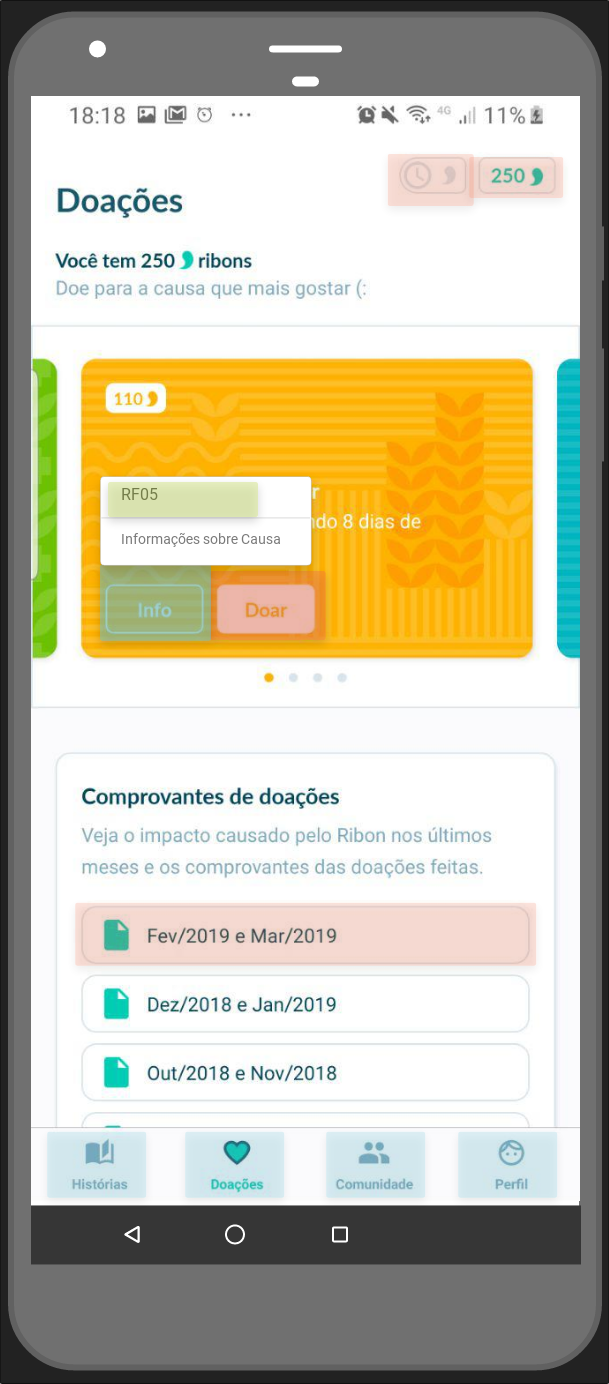 18:18 4G 11%
250
Doações
Você tem 250 ribons
Doe para a causa que mais gostar (:
110
RF05
r
ndo 8 dias de
Informações sobre Causa
Info Doar
Comprovantes de doações
Veja o impacto causado pelo Ribon nos últimos
meses e os comprovantes das doações feitas.
Fev/2019 e Mar/2019
Dez/2018 e Jan/2019
Out/2018 e Nov/2018
Histórias Doações Comunidade Perfil